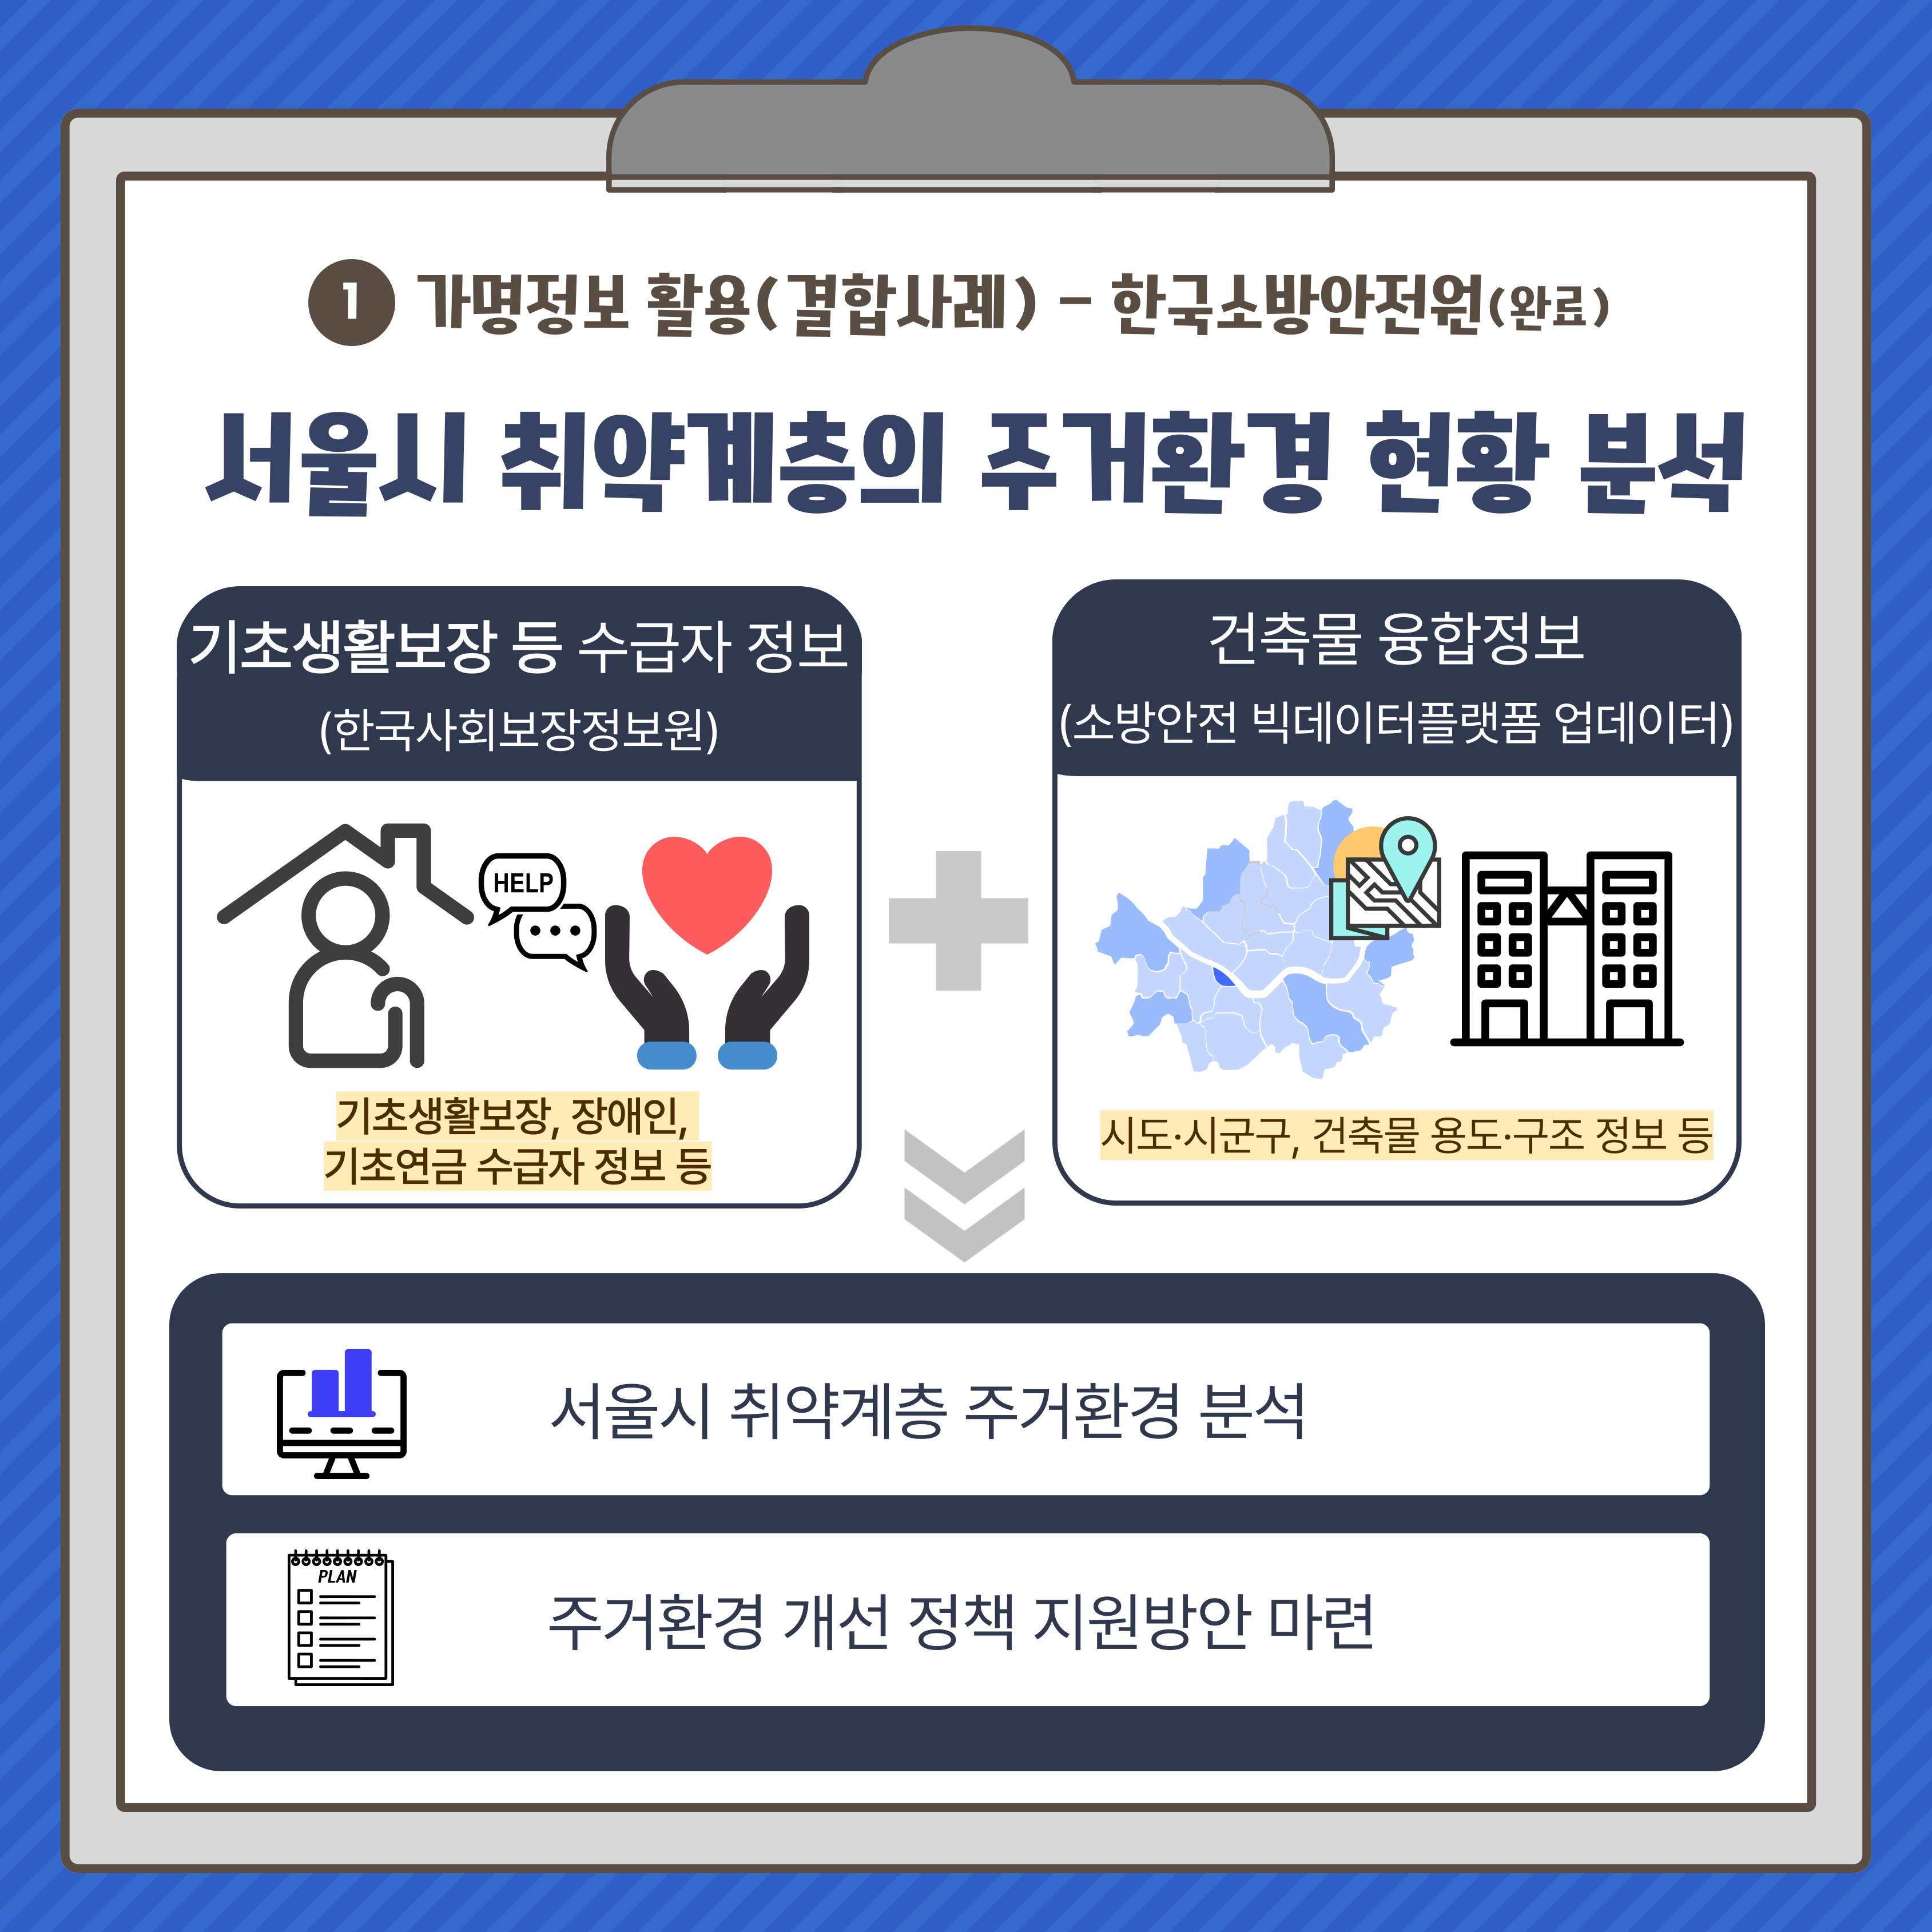 1 가명정보 활용(결합사례) - 한국소방안전원(완료)
서울시 취약계층의 주거환경 현황 분석
기초생활보장 등 수급자 정보
(한국사회보장정보원)
HELP
기초생활보장, 장애인,
기초연금 수급자 정보 등
건축물 융합정보
(소방안전 빅데이터플랫폼 업데이터)
시도·시군구, 건축물 용도·구조 정보 등
서울시 취약계층 주거환경 분석
PLAN
주거환경 개선 정책 지원방안 마련